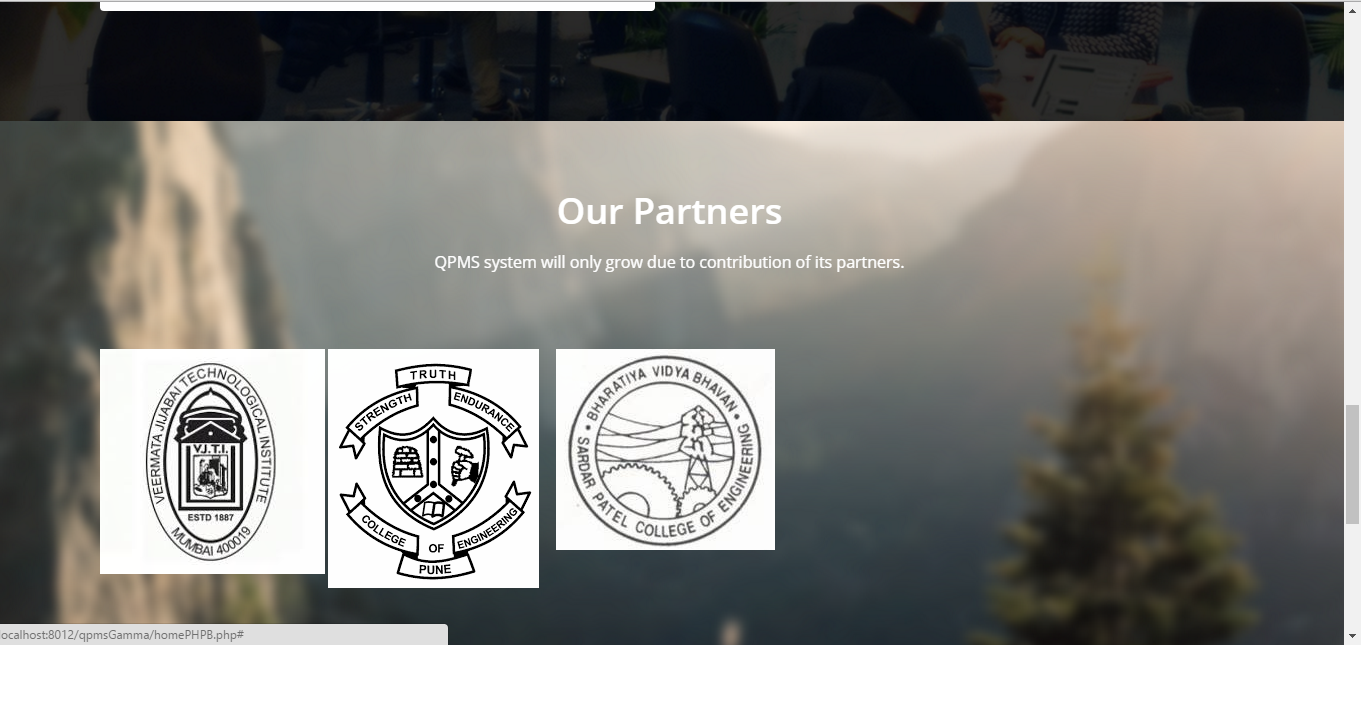 Our Partners
QPMS system will only grow due to contribution of its partners.
VEERMATA JIJABAI TECHNOLOGICAL INSTITUTE
V.J.T.I.
ESTD 1887
MUMBAI 400019
TRUTH
STRENGTH
ENDURANCE
COLLEGE
OF
ENGINEERING
PUNE
• BHARATIYA VIDYA BHAVAN •
SARDAR PATEL COLLEGE OF ENGINEERING
localhost:8012/qpmsGamma/homePHPB.php#